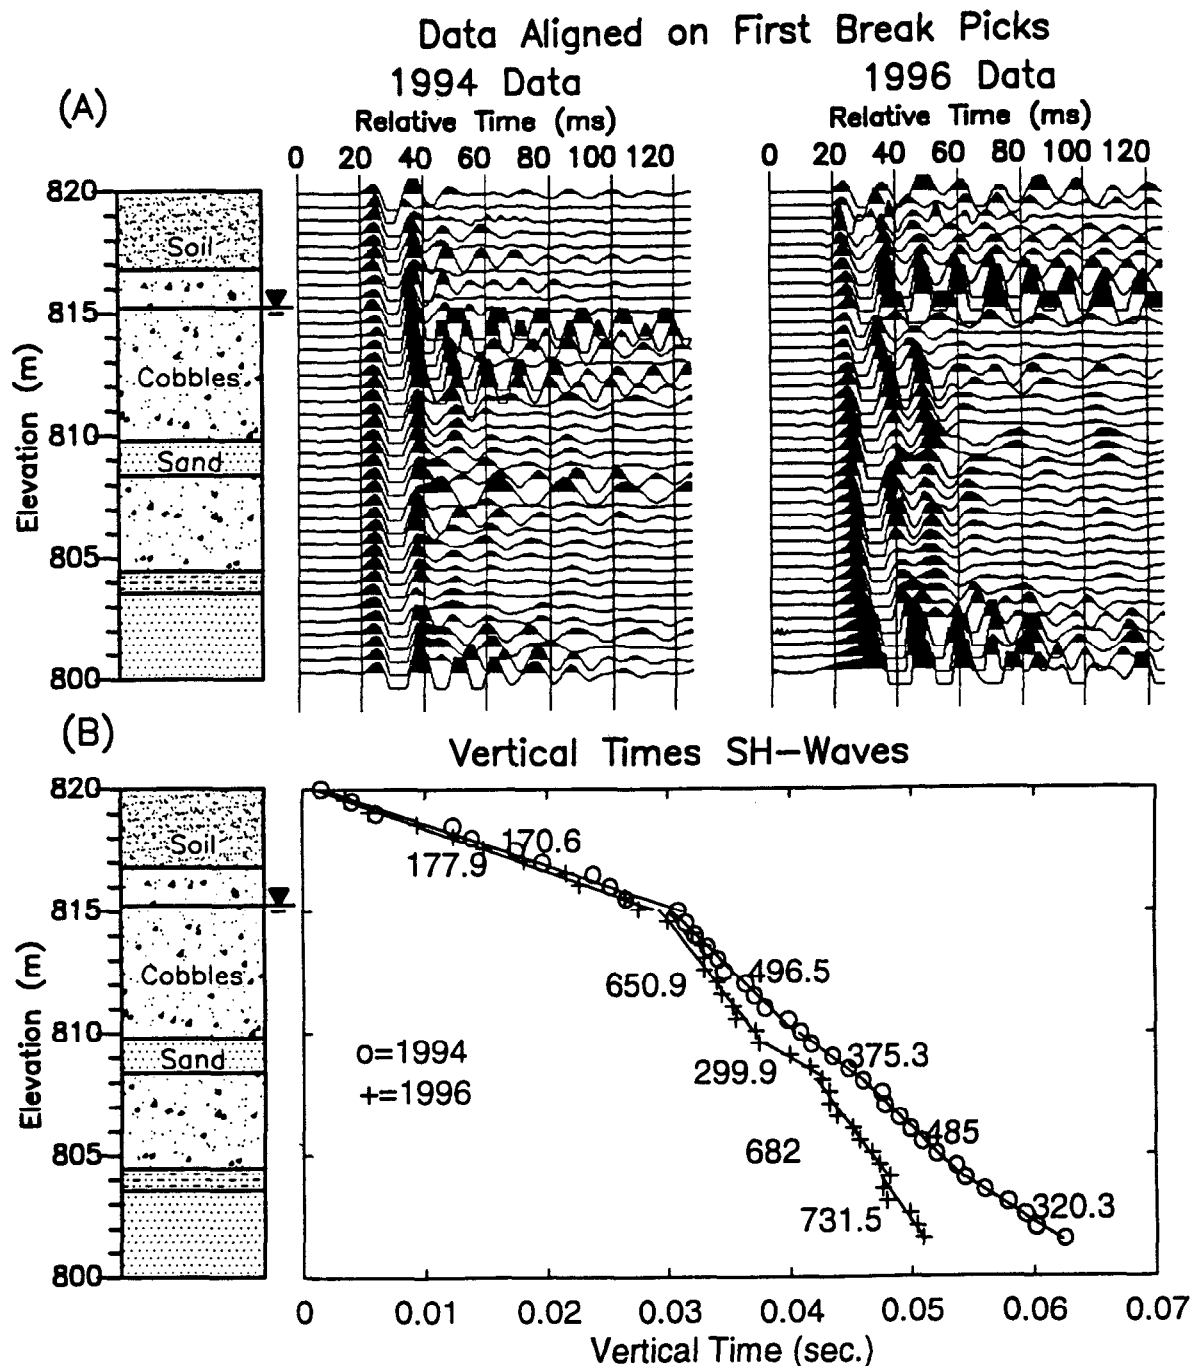 Data Aligned on First Break Picks
1994 Data
1996 Data
(A)
Relative Time (ms)
Relative Time (ms)
0 20 40 60 80 100 120
0 20 40 60 80 100 120
820
815
810
805
800
Elevation (m)
Soil
Cobbles
Sand
(B)
Vertical Times SH-Waves
820
815
810
805
800
Elevation (m)
Soil
Cobbles
Sand
170.6
177.9
496.5
650.9
375.3
299.9
485
682
320.3
731.5
o=1994
+=1996
0 0.01 0.02 0.03 0.04 0.05 0.06 0.07
Vertical Time (sec.)